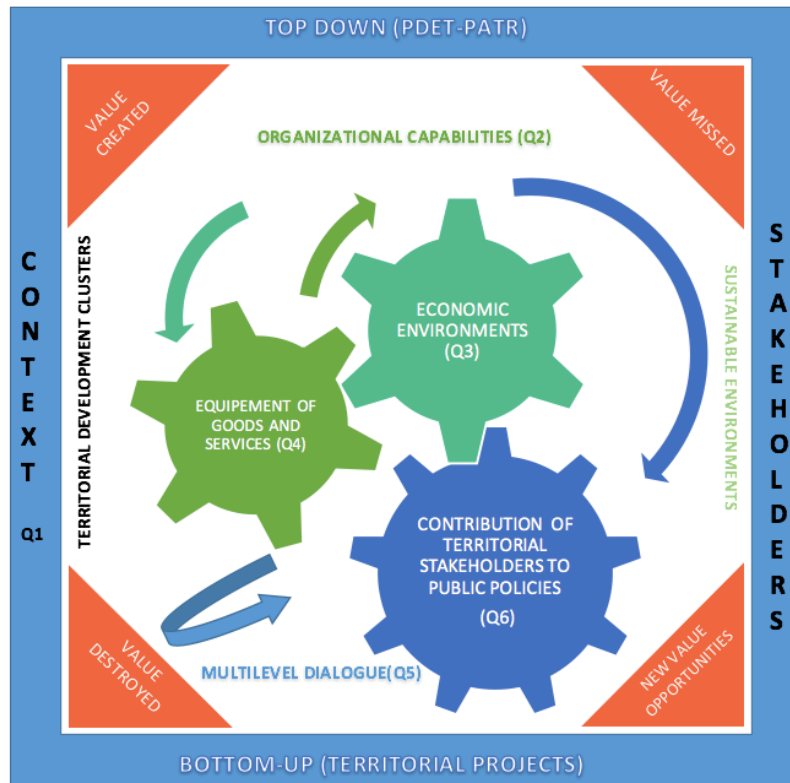 TOP DOWN (PDET-PATR)
VALUE
CREATED
VALUE MISSED
ORGANIZATIONAL CAPABILITIES (Q2)
CONTEXT
Q1
TERRITORIAL DEVELOPMENT CLUSTERS
ECONOMIC
ENVIRONMENTS
(Q3)
SUSTAINABLE ENVIRONMENTS
STAKEHOLDERS
EQUIPEMENT OF
GOODS AND
SERVICES (Q4)
CONTRIBUTION OF
TERRITORIAL
STAKEHOLDERS TO
PUBLIC POLICIES
(Q6)
VALUE
DESTROYED
MULTILEVEL DIALOGUE(Q5)
NEW VALUE
OPPORTUNITIES
BOTTOM-UP (TERRITORIAL PROJECTS)